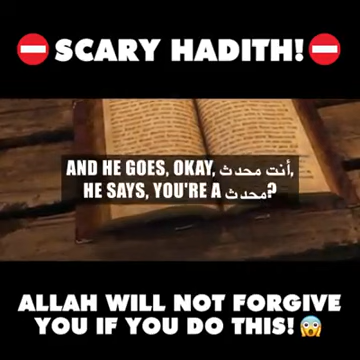 ⛔SCARY HADITH!⛔
AND HE GOES, OKAY, أنت محدث,
HE SAYS, YOU'RE A محدث?
ALLAH WILL NOT FORGIVE
YOU IF YOU DO THIS!😱